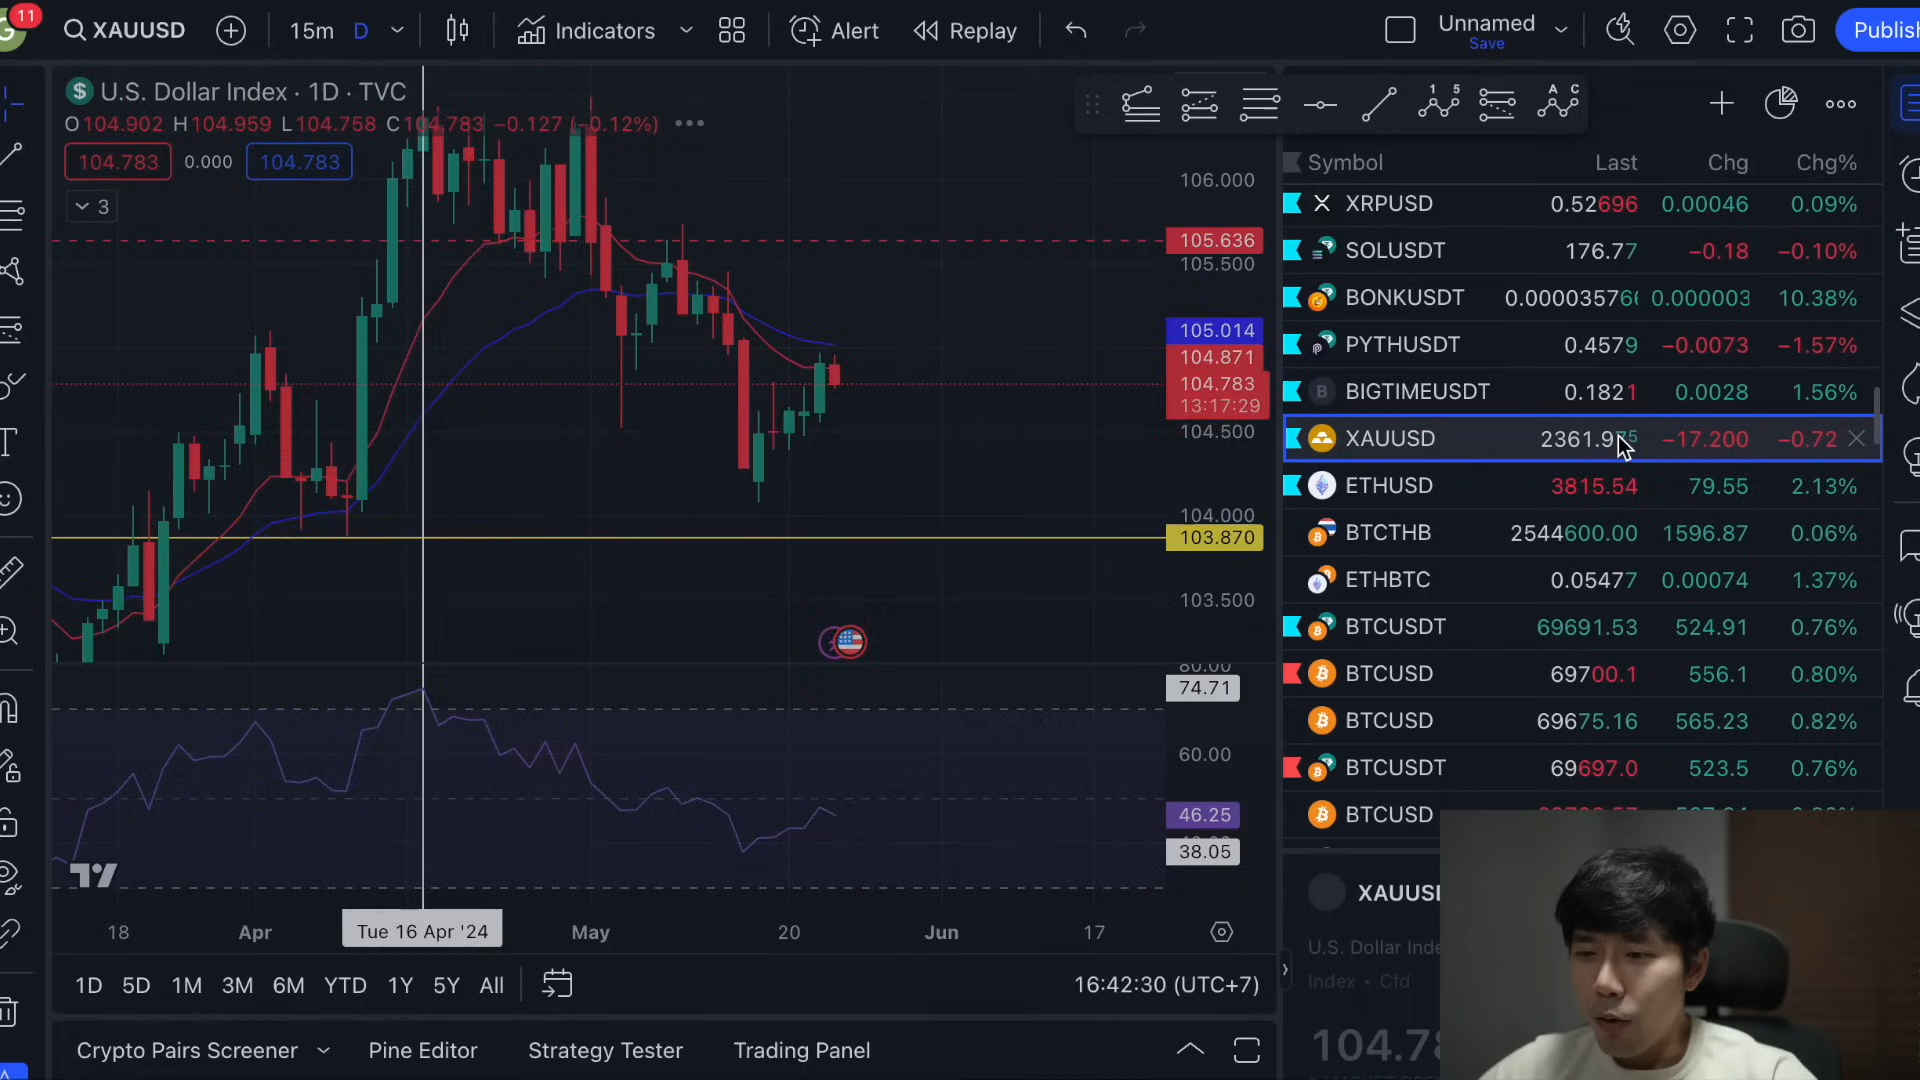 11
XAUUSD
15m D
Indicators
Alert
Replay
Unnamed
Save
Publish
U.S. Dollar Index · 1D · TVC
O104.902 H104.959 L104.758 C104.783 −0.127 (−0.12%)
104.783 0.000 104.783
3
106.000
105.636
105.500
105.014
104.871
104.783
13:17:29
104.500
104.000
103.870
103.500
80.00
74.71
60.00
46.25
38.05
18 Apr Tue 16 Apr '24 May 20 Jun 17
1D 5D 1M 3M 6M YTD 1Y 5Y All
16:42:30 (UTC+7)
Crypto Pairs Screener Pine Editor Strategy Tester Trading Panel
Symbol Last Chg Chg%
XRPUSD 0.52696 0.00046 0.09%
SOLUSDT 176.77 −0.18 −0.10%
BONKUSDT 0.0000357 0.000003 10.38%
PYTHUSDT 0.4579 −0.0073 −1.57%
BIGTIMEUSDT 0.1821 0.0028 1.56%
XAUUSD 2361.975 −17.200 −0.72
ETHUSD 3815.54 79.55 2.13%
BTCTHB 2544600.00 1596.87 0.06%
ETHBTC 0.05477 0.00074 1.37%
BTCUSDT 69691.53 524.91 0.76%
BTCUSD 69700.1 556.1 0.80%
BTCUSD 69675.16 565.23 0.82%
BTCUSDT 69697.0 523.5 0.76%
BTCUSD
XAUUSD
U.S. Dollar Inde
Index • Cfd
104.78